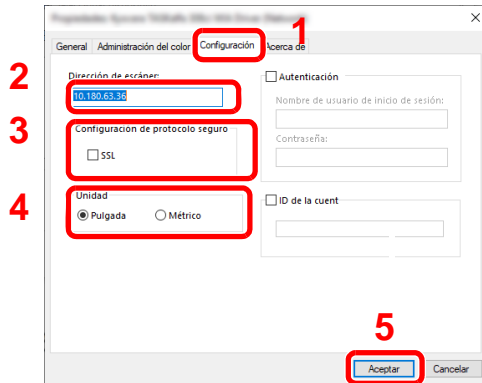 1
General Administración del color Configuración Acerca de
2
Dirección de escáner:
10.180.63.36
3
Configuración de protocolo seguro
SSL
4
Unidad
Pulgada Métrico
Autenticación
Nombre de usuario de inicio de sesión:
Contraseña:
ID de la cuent
5
Aceptar Cancelar